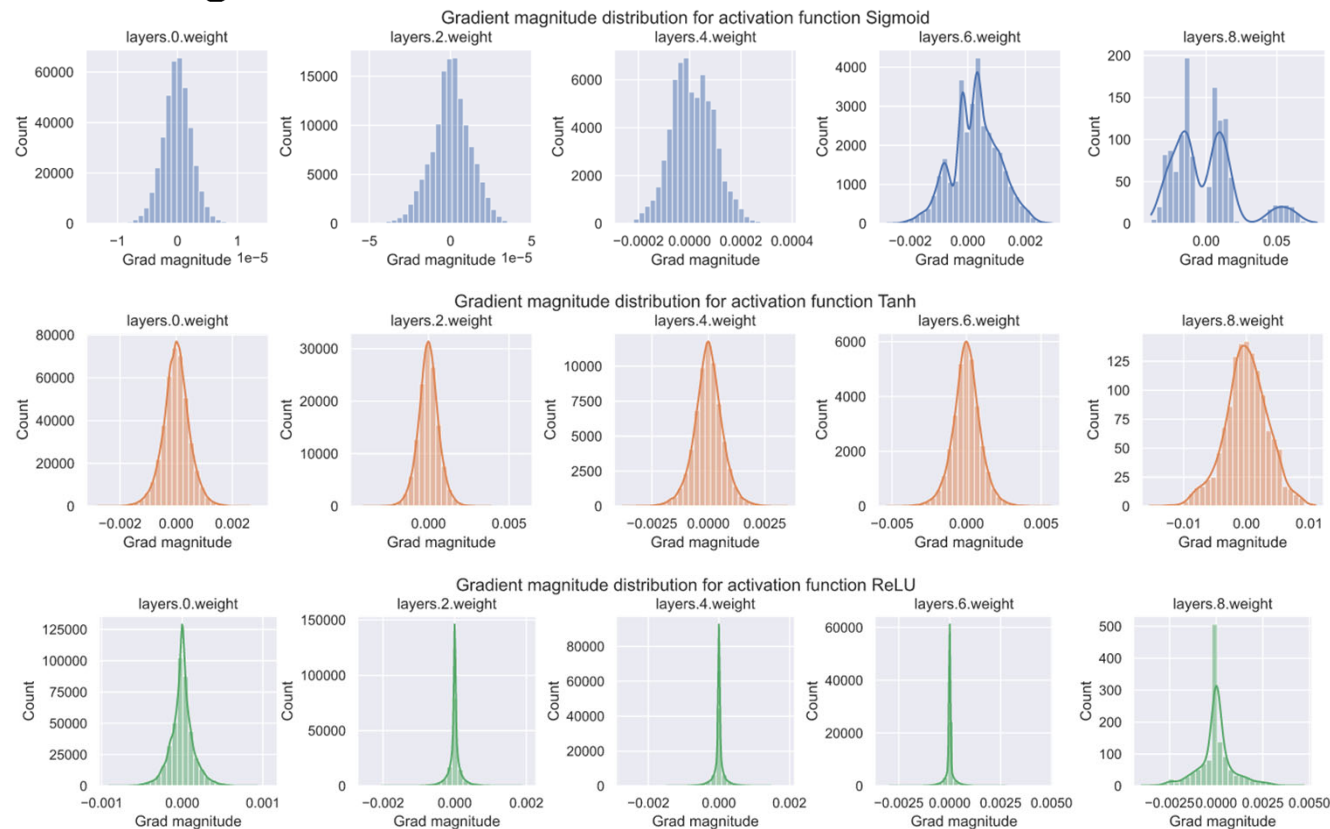 Gradient magnitude distribution for activation function Sigmoid
layers.0.weight layers.2.weight layers.4.weight layers.6.weight layers.8.weight
60000
40000
20000
0
Count
−1 0 1
Grad magnitude 1e−5
15000
12500
10000
7500
5000
2500
0
Count
−5 0 5
Grad magnitude 1e−5
6000
4000
2000
0
Count
−0.0002 0.0000 0.0002 0.0004
Grad magnitude
4000
3000
2000
1000
0
Count
−0.002 0.000 0.002
Grad magnitude
200
150
100
50
0
Count
0.00 0.05
Grad magnitude
Gradient magnitude distribution for activation function Tanh
layers.0.weight layers.2.weight layers.4.weight layers.6.weight layers.8.weight
80000
60000
40000
20000
0
Count
−0.002 0.000 0.002
Grad magnitude
30000
20000
10000
0
Count
0.000 0.005
Grad magnitude
10000
7500
5000
2500
0
Count
−0.0025 0.0000 0.0025
Grad magnitude
6000
4000
2000
0
Count
−0.005 0.000 0.005
Grad magnitude
125
100
75
50
25
0
Count
−0.01 0.00 0.01
Grad magnitude
Gradient magnitude distribution for activation function ReLU
layers.0.weight layers.2.weight layers.4.weight layers.6.weight layers.8.weight
125000
100000
75000
50000
25000
0
Count
−0.001 0.000 0.001
Grad magnitude
150000
100000
50000
0
Count
−0.002 0.000 0.002
Grad magnitude
80000
60000
40000
20000
0
Count
−0.002 0.000 0.002
Grad magnitude
60000
40000
20000
0
Count
−0.0025 0.0000 0.0025 0.0050
Grad magnitude
500
400
300
200
100
0
Count
−0.0025 0.0000 0.0025 0.0050
Grad magnitude